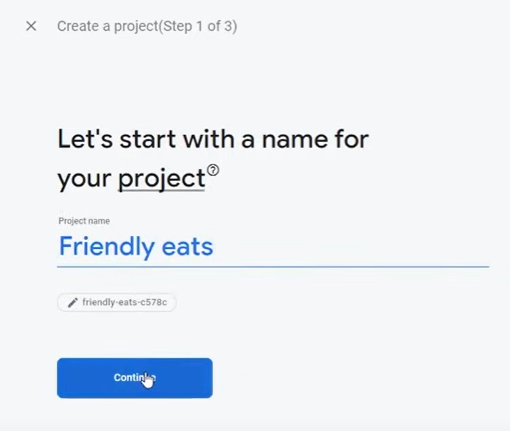 Create a project(Step 1 of 3)
Let's start with a name for
your project
Project name
Friendly eats
friendly-eats-c578c
Continue